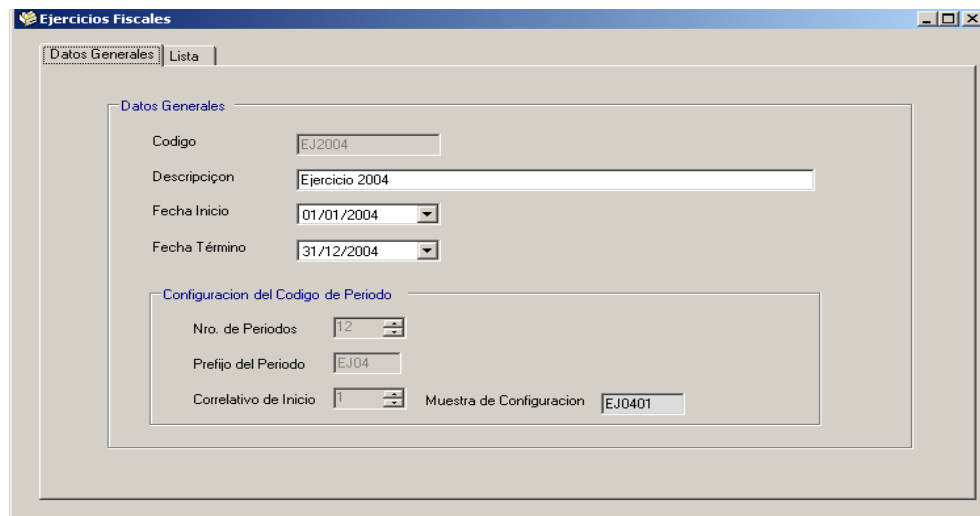 Ejercicios Fiscales
Datos Generales Lista
Datos Generales
Codigo EJ2004
Descripciçon Ejercicio 2004
Fecha Inicio 01/01/2004
Fecha Término 31/12/2004
Configuracion del Codigo de Periodo
Nro. de Periodos 12
Prefijo del Periodo EJ04
Correlativo de Inicio 1 Muestra de Configuracion EJ0401